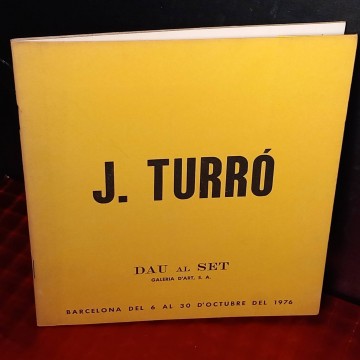 J. TURRÓ
DAU AL SET
GALERIA D'ART, S. A.
BARCELONA DEL 6 AL 30 D'OCTUBRE DEL 1976